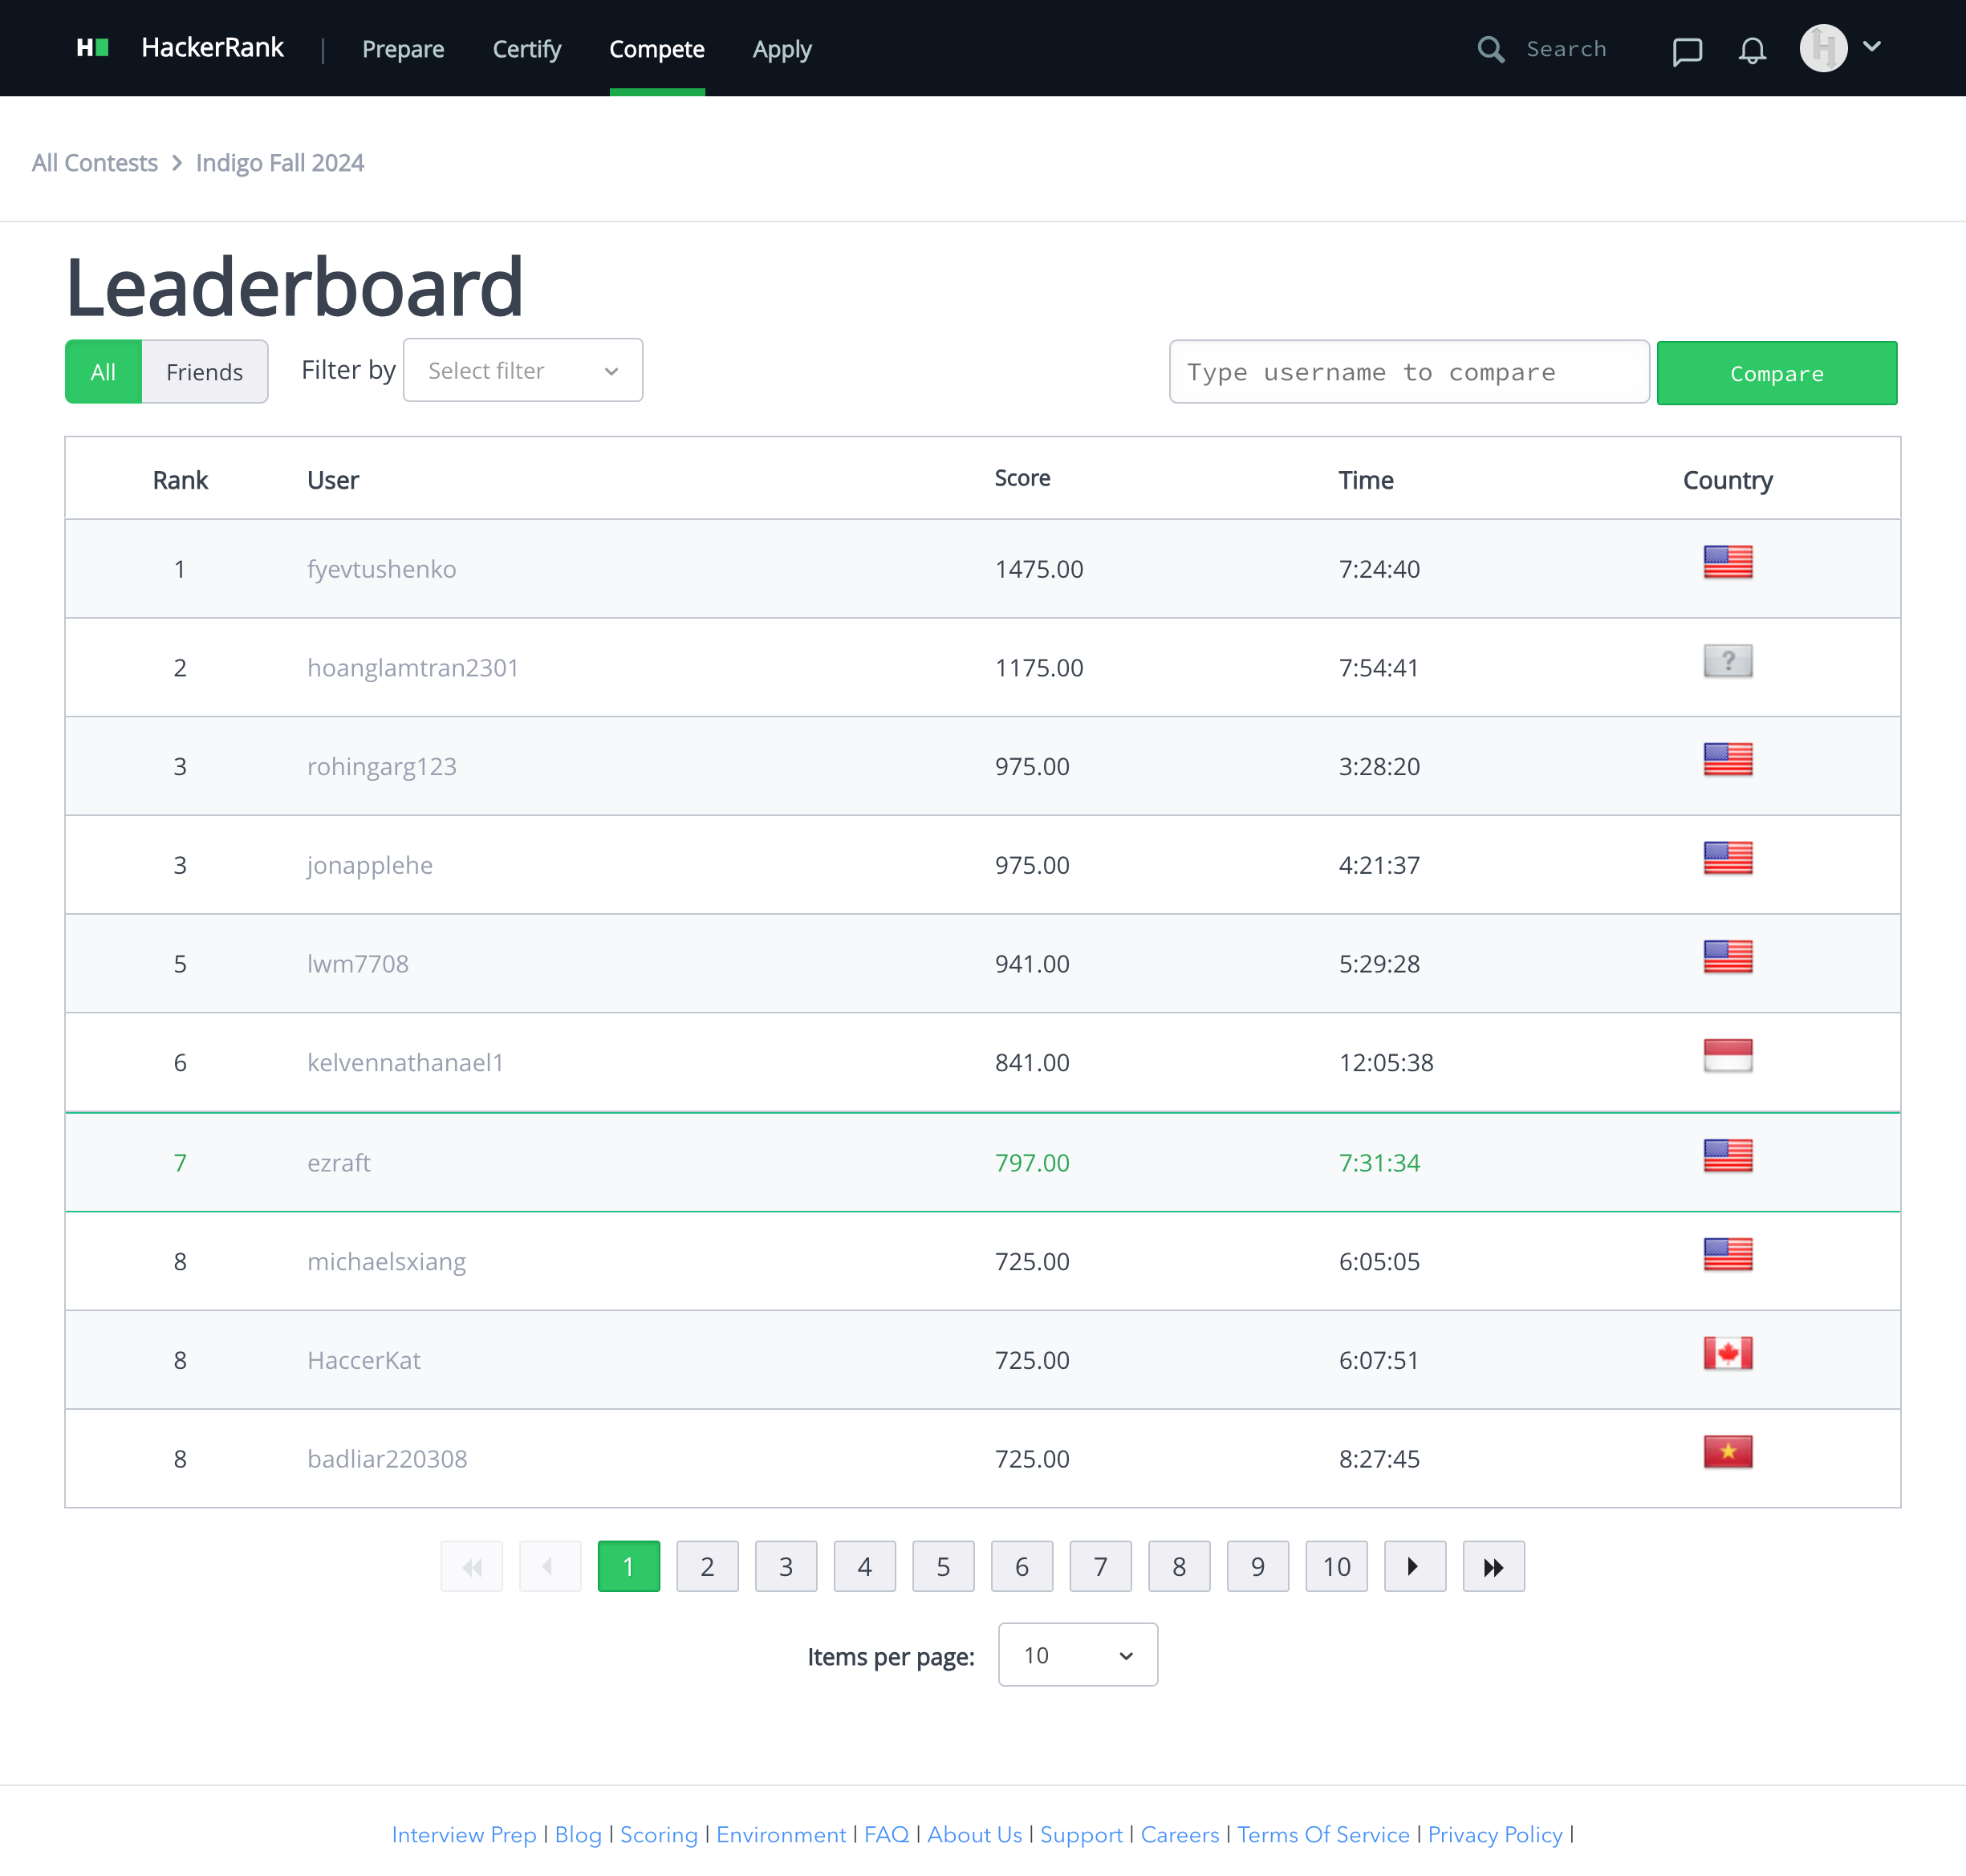 H HackerRank | Prepare Certify Compete Apply Search
All Contests > Indigo Fall 2024
Leaderboard
All Friends Filter by Select filter Type username to compare Compare
Rank User Score Time Country
1 fyevtushenko 1475.00 7:24:40
2 hoanglamtran2301 1175.00 7:54:41 ?
3 rohingarg123 975.00 3:28:20
3 jonapplehe 975.00 4:21:37
5 lwm7708 941.00 5:29:28
6 kelvennathanael1 841.00 12:05:38
7 ezraft 797.00 7:31:34
8 michaelsxiang 725.00 6:05:05
8 HaccerKat 725.00 6:07:51
8 badliar220308 725.00 8:27:45
1 2 3 4 5 6 7 8 9 10
Items per page: 10
Interview Prep | Blog | Scoring | Environment | FAQ | About Us | Support | Careers | Terms Of Service | Privacy Policy |